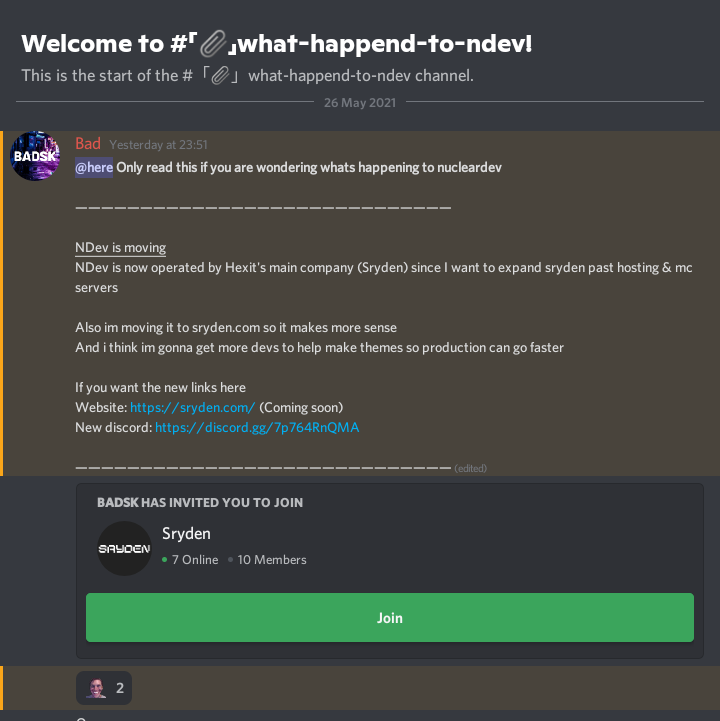 Welcome to #「📎」what-happend-to-ndev!
This is the start of the #「📎」what-happend-to-ndev channel.
26 May 2021
BADSK
Bad Yesterday at 23:51
@here Only read this if you are wondering whats happening to nucleardev
—————————————————————————————
NDev is moving
NDev is now operated by Hexit's main company (Sryden) since I want to expand sryden past hosting & mc
servers
Also im moving it to sryden.com so it makes more sense
And i think im gonna get more devs to help make themes so production can go faster
If you want the new links here
Website: https://sryden.com/ (Coming soon)
New discord: https://discord.gg/7p764RnQMA
————————————————————————————— (edited)
BADSK HAS INVITED YOU TO JOIN
SRYDEN
Sryden
7 Online 10 Members
Join
2